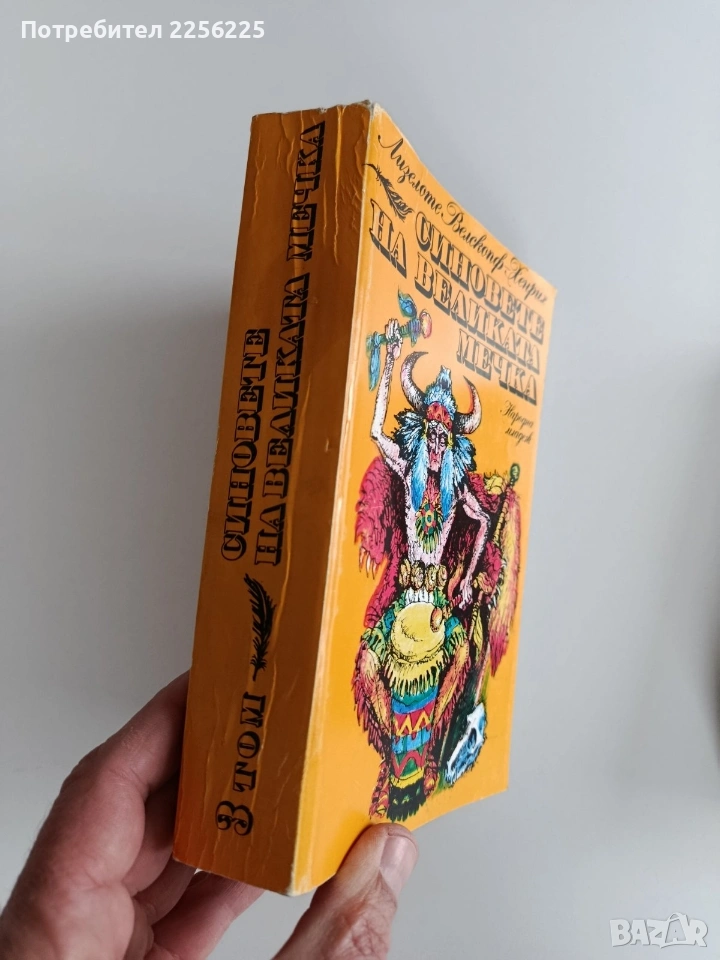 Потребител 2256225
Лизелоте Велскопф-Хенрих
СИНОВЕТЕ
НА ВЕЛИКАТА
МЕЧКА
Народна
младеж
3 ТОМ
СИНОВЕТЕ
НА ВЕЛИКАТА МЕЧКА
BAZAR